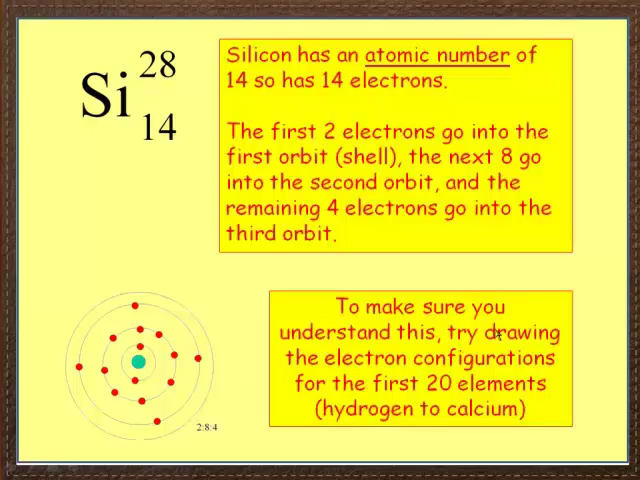 Si
28
14
Silicon has an atomic number of
14 so has 14 electrons.
The first 2 electrons go into the
first orbit (shell), the next 8 go
into the second orbit, and the
remaining 4 electrons go into the
third orbit.
2:8:4
To make sure you
understand this, try drawing
the electron configurations
for the first 20 elements
(hydrogen to calcium)